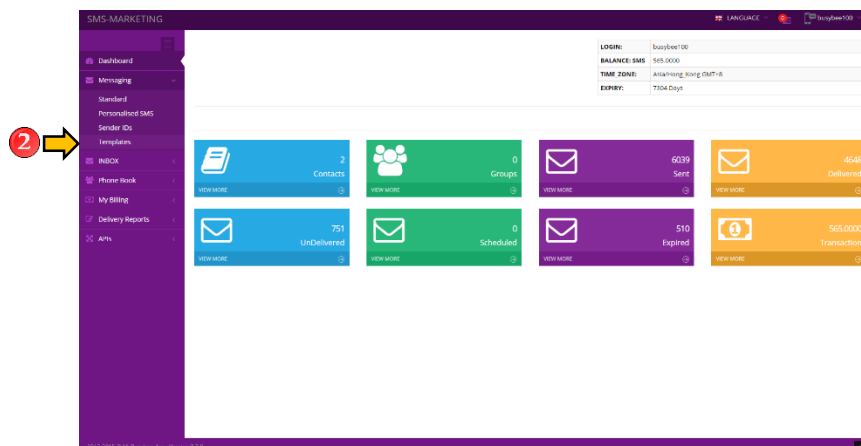 SMS-MARKETING
LANGUAGE
busybee100
Dashboard
Messaging
Standard
Personalised SMS
Sender IDs
Templates
INBOX
Phone Book
My Billing
Delivery Reports
APIs
2
LOGIN: busybee100
BALANCE: SMS 565.0000
TIME_ZONE: Asia/Hong_Kong GMT+8
EXPIRY: 7304 Days
2
Contacts
VIEW MORE
0
Groups
VIEW MORE
6039
Sent
VIEW MORE
4648
Delivered
VIEW MORE
751
UnDelivered
VIEW MORE
0
Scheduled
VIEW MORE
510
Expired
VIEW MORE
1
565.0000
Transaction
VIEW MORE